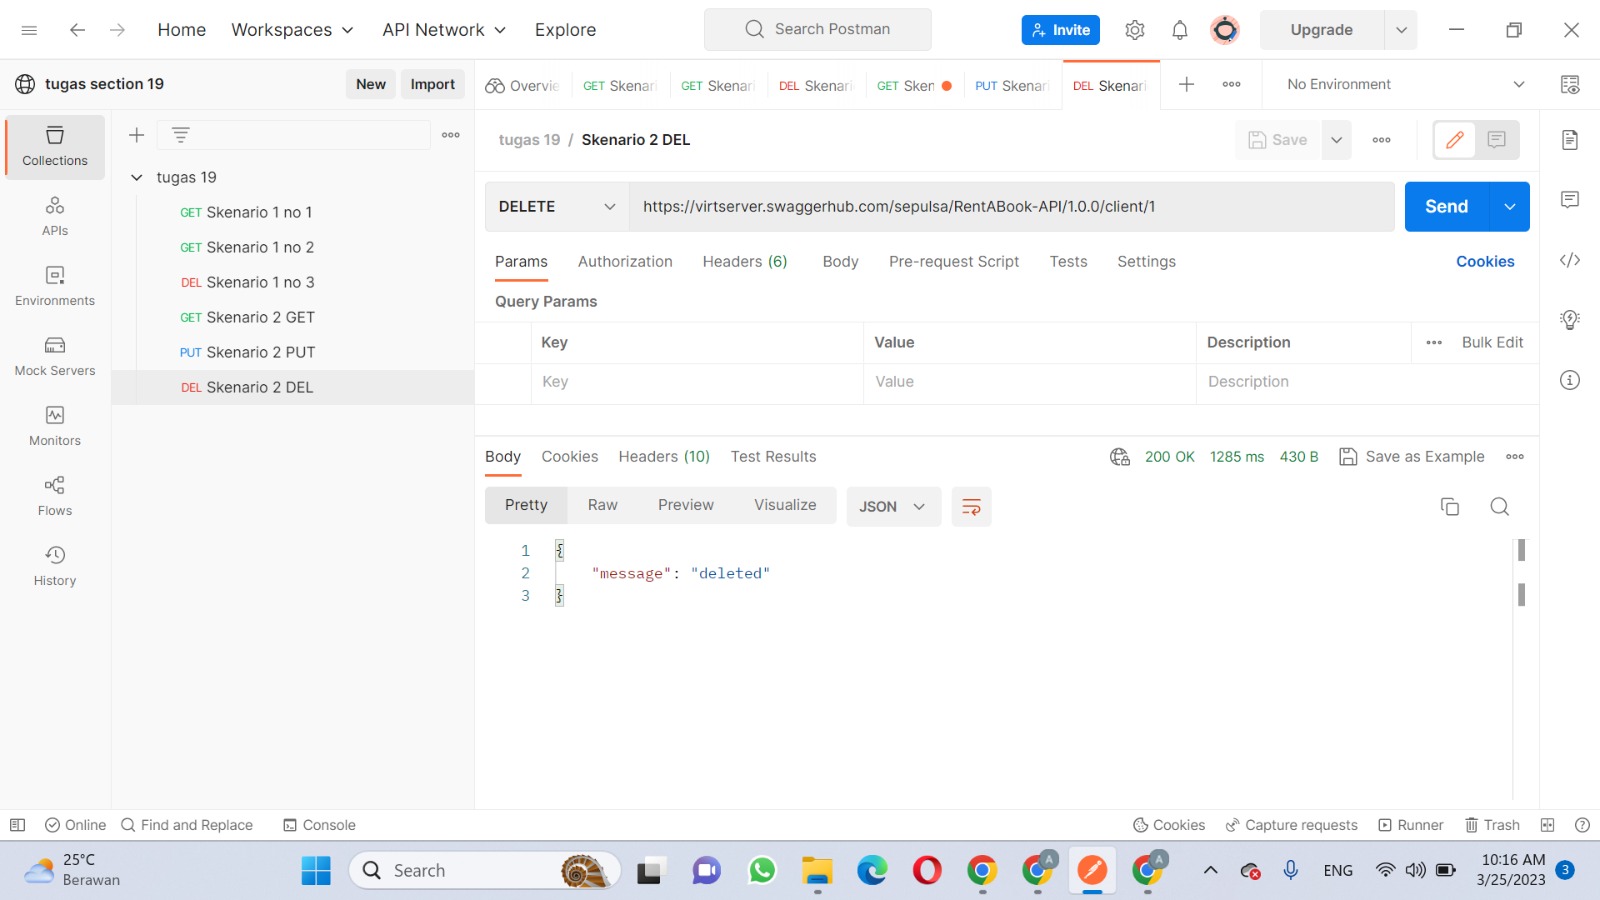 Home Workspaces API Network Explore Search Postman Invite Upgrade
tugas section 19 New Import Overvie GET Skenar GET Skenar DEL Skenar GET Sken PUT Skenar DEL Skenar No Environment
Collections
APIs
Environments
Mock Servers
Monitors
Flows
History
tugas 19
GET Skenario 1 no 1
GET Skenario 1 no 2
DEL Skenario 1 no 3
GET Skenario 2 GET
PUT Skenario 2 PUT
DEL Skenario 2 DEL
tugas 19 / Skenario 2 DEL Save
DELETE https://virtserver.swaggerhub.com/sepulsa/RentABook-API/1.0.0/client/1 Send
Params Authorization Headers (6) Body Pre-request Script Tests Settings Cookies
Query Params
Key Value Description Bulk Edit
Key Value Description
Body Cookies Headers (10) Test Results 200 OK 1285 ms 430 B Save as Example
Pretty Raw Preview Visualize JSON
1 {
2 "message": "deleted"
3 }
Online Find and Replace Console Cookies Capture requests Runner Trash
25°C
Berawan
Search
A
A
ENG
10:16 AM
3/25/2023
3